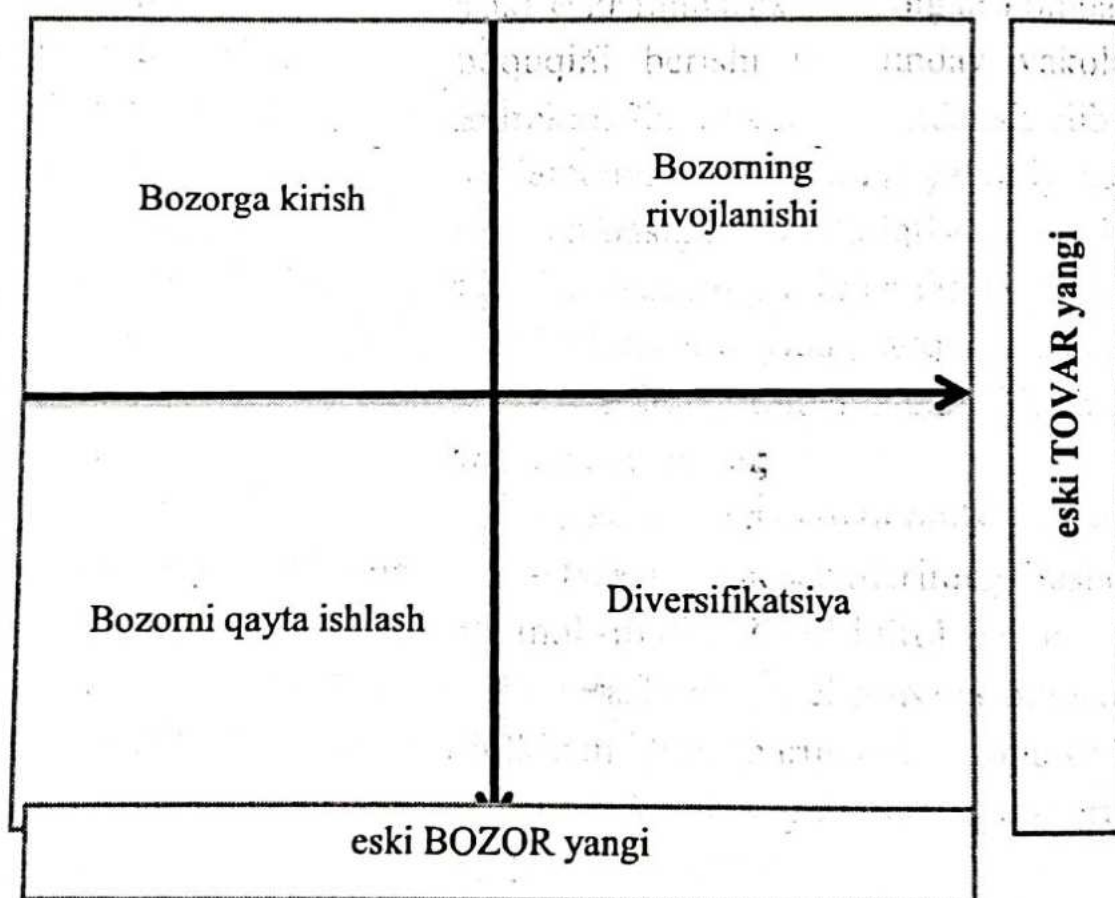 Bozorga kirish
Bozorning
rivojlanishi
Bozorni qayta ishlash
Diversifikatsiya
eski TOVAR yangi
eski BOZOR yangi